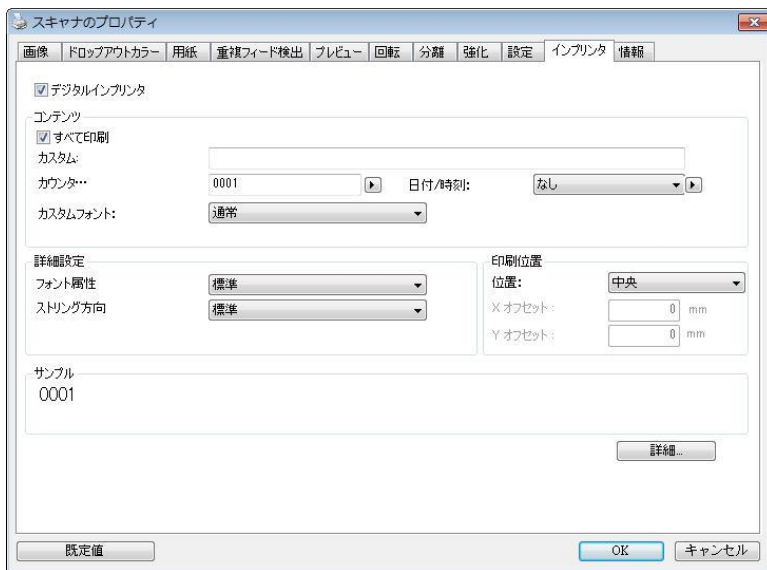 スキャナのプロパティ
画像 ドロップアウトカラー 用紙 重複フィード検出 プレビュー 回転 分離 強化 設定 インプリンタ 情報
デジタルインプリンタ
コンテンツ
すべて印刷
カスタム:
カウンタ… 0001 日付/時刻: なし
カスタムフォント: 通常
詳細設定 印刷位置
フォント属性 標準 位置: 中央
ストリング方向 標準 X オフセット: 0 mm
Y オフセット: 0 mm
サンプル
0001
詳細...
既定値 OK キャンセル